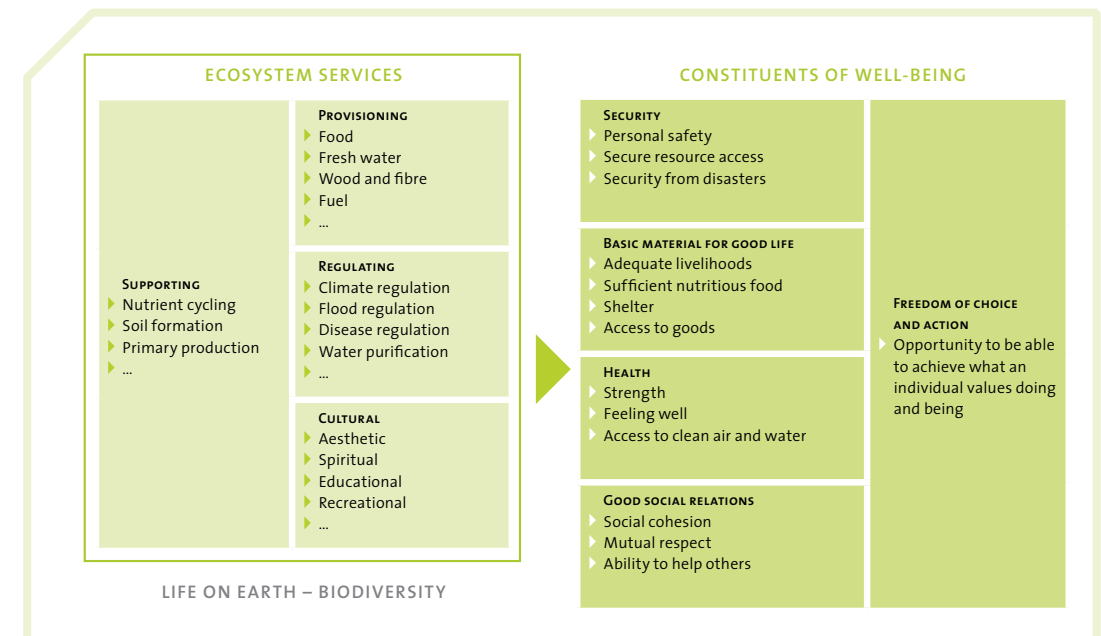 ECOSYSTEM SERVICES
SUPPORTING
Nutrient cycling
Soil formation
Primary production
...
PROVISIONING
Food
Fresh water
Wood and fibre
Fuel
...
REGULATING
Climate regulation
Flood regulation
Disease regulation
Water purification
...
CULTURAL
Aesthetic
Spiritual
Educational
Recreational
...
LIFE ON EARTH – BIODIVERSITY
CONSTITUENTS OF WELL-BEING
SECURITY
Personal safety
Secure resource access
Security from disasters
BASIC MATERIAL FOR GOOD LIFE
Adequate livelihoods
Sufficient nutritious food
Shelter
Access to goods
HEALTH
Strength
Feeling well
Access to clean air and water
GOOD SOCIAL RELATIONS
Social cohesion
Mutual respect
Ability to help others
FREEDOM OF CHOICE
AND ACTION
Opportunity to be able
to achieve what an
individual values doing
and being